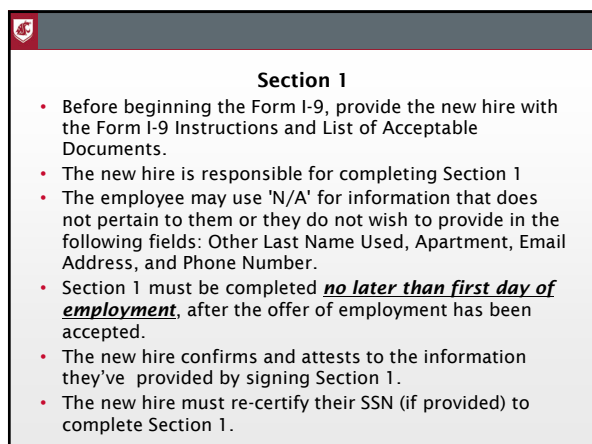 Section 1
• Before beginning the Form I-9, provide the new hire with
the Form I-9 Instructions and List of Acceptable
Documents.
• The new hire is responsible for completing Section 1
• The employee may use 'N/A' for information that does
not pertain to them or they do not wish to provide in the
following fields: Other Last Name Used, Apartment, Email
Address, and Phone Number.
• Section 1 must be completed no later than first day of
employment, after the offer of employment has been
accepted.
• The new hire confirms and attests to the information
they’ve  provided by signing Section 1.
• The new hire must re-certify their SSN (if provided) to
complete Section 1.